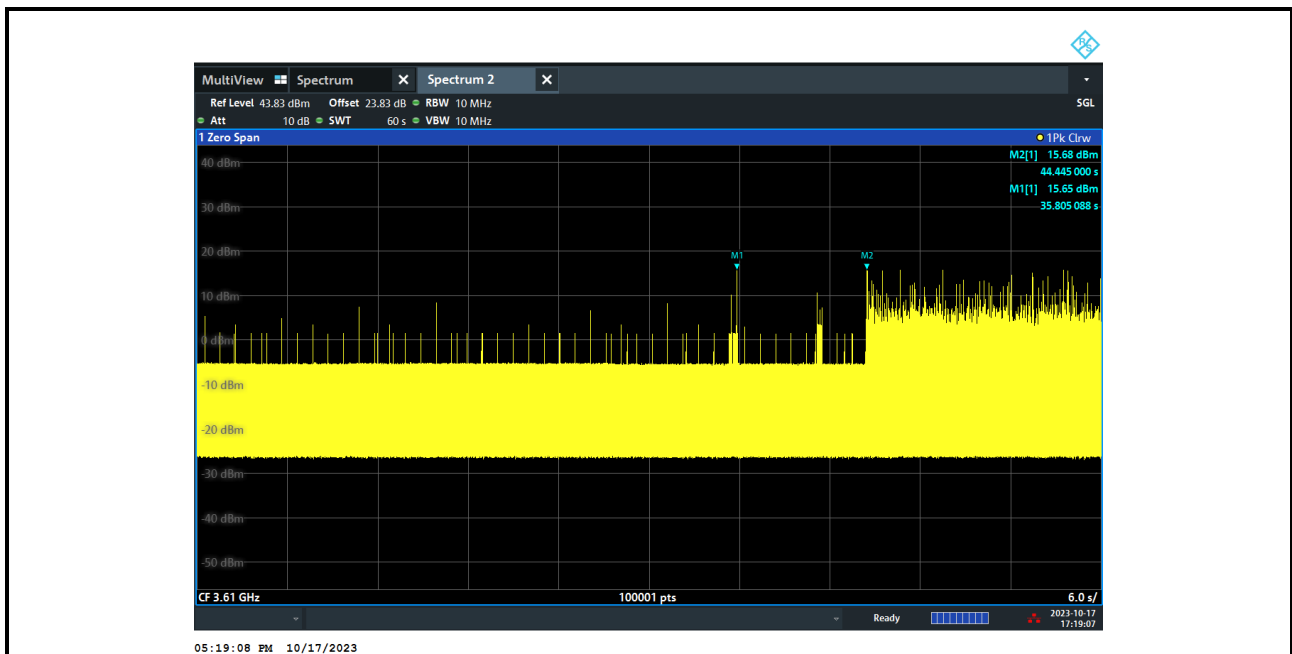 R S
MultiView Spectrum X Spectrum 2 X
Ref Level 43.83 dBm Offset 23.83 dB RBW 10 MHz SGL
Att 10 dB SWT 60 s VBW 10 MHz
1 Zero Span 1Pk Clrw
M2[1] 15.68 dBm
40 dBm
44.445 000 s
M1[1] 15.65 dBm
30 dBm 35.805 088 s
20 dBm
M1 M2
10 dBm
0 dBm
-10 dBm
-20 dBm
-30 dBm
-40 dBm
-50 dBm
CF 3.61 GHz 100001 pts 6.0 s/
Ready 2023-10-17
17:19:07
05:19:08 PM 10/17/2023